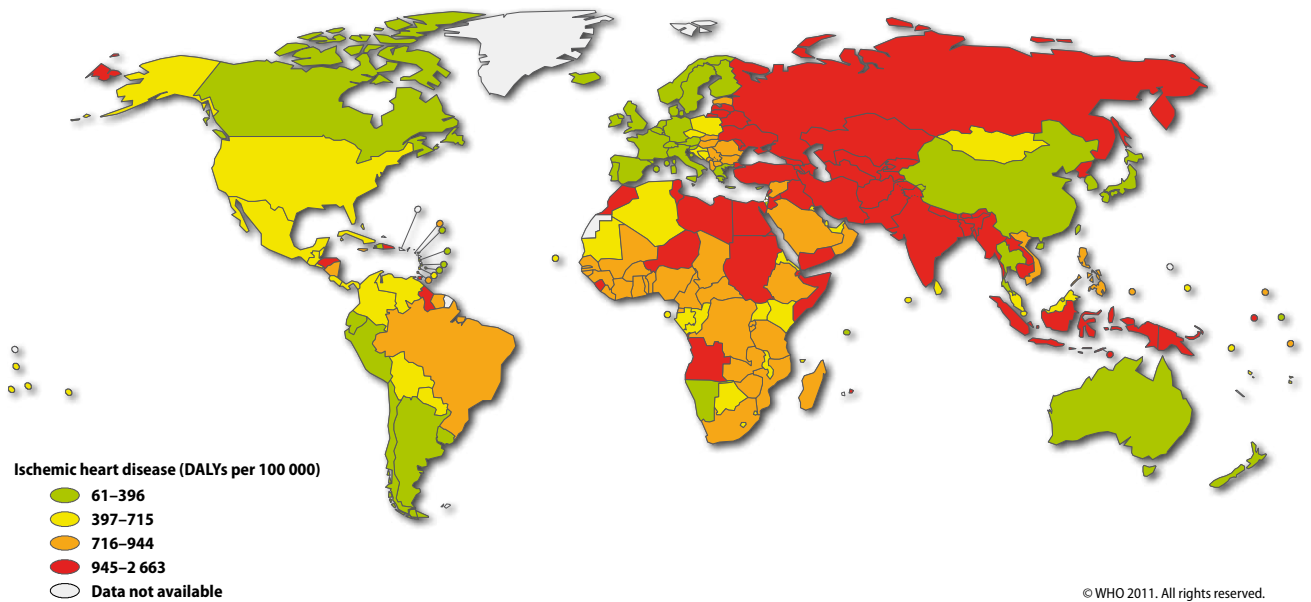 Ischemic heart disease (DALYs per 100 000)
61–396
397–715
716–944
945–2 663
Data not available
© WHO 2011. All rights reserved.